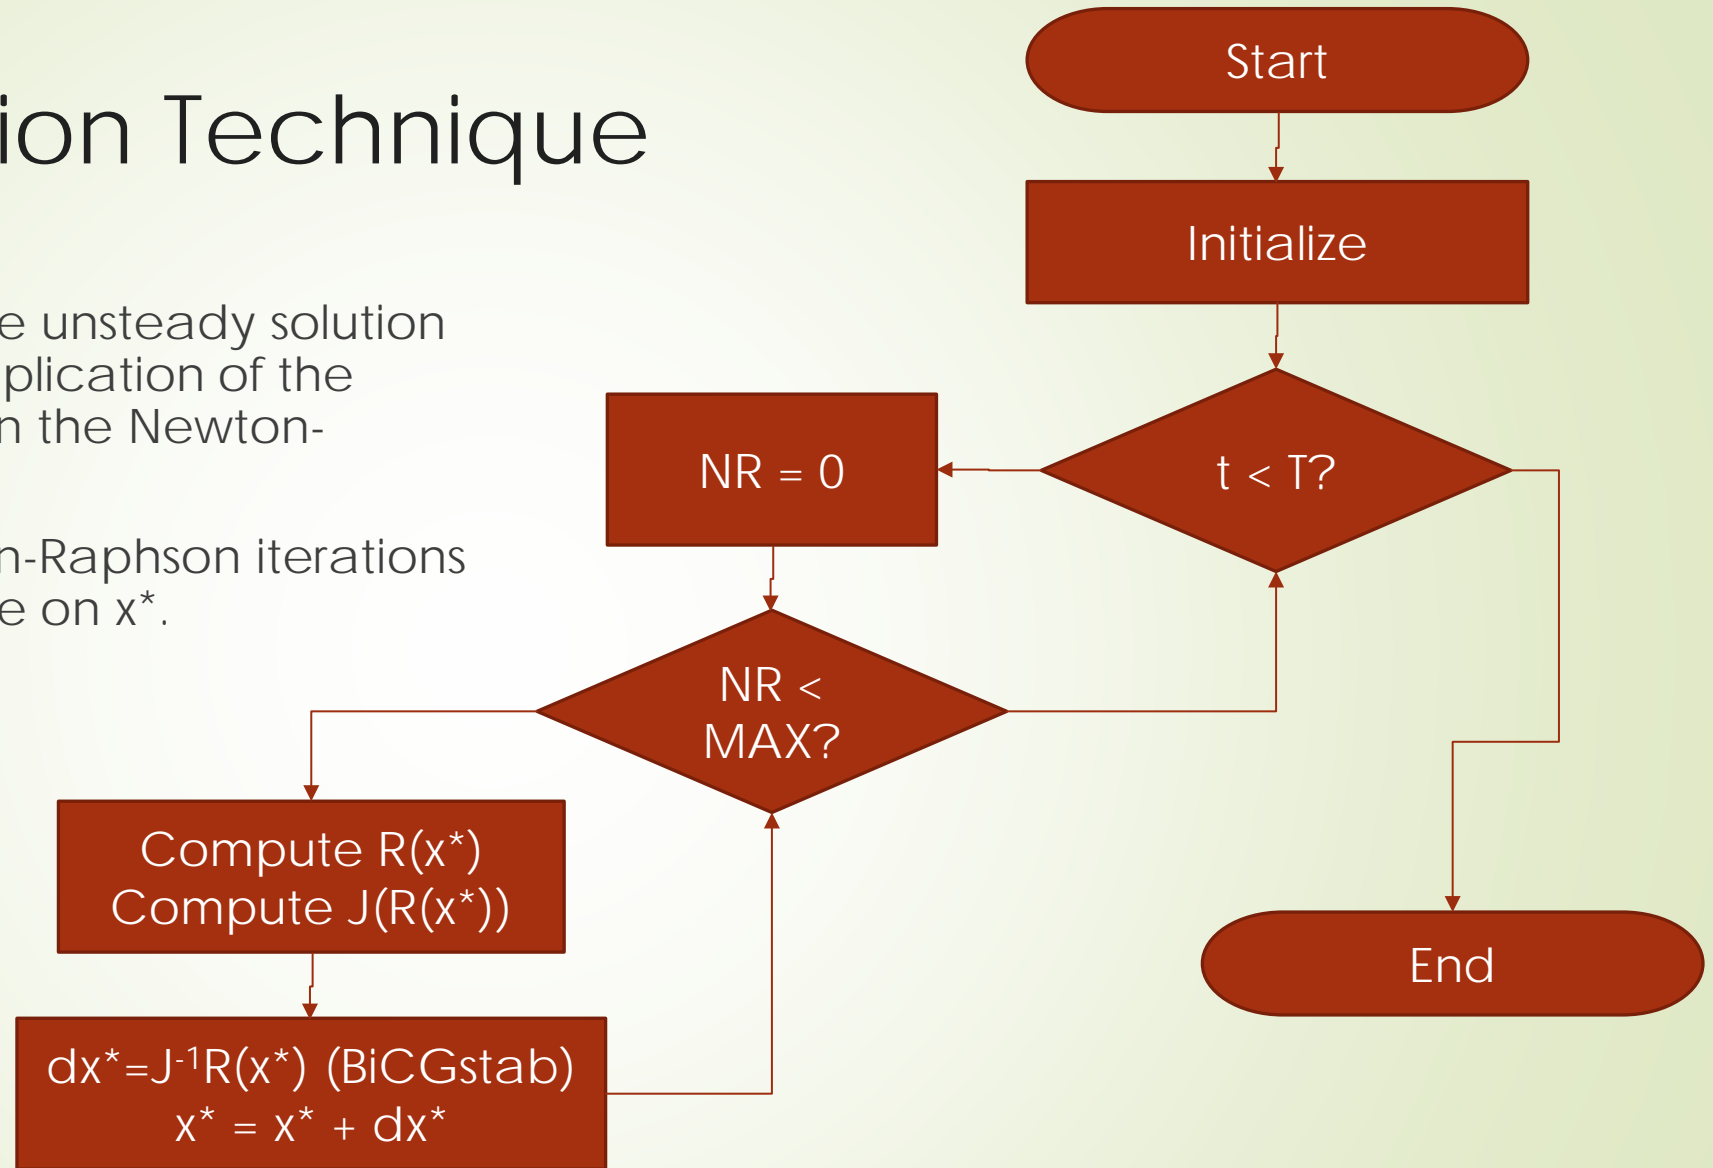 ion Technique
e unsteady solution
plication of the
n the Newton-
n-Raphson iterations
e on x*.
Start
Initialize
t < T?
NR = 0
NR <
MAX?
Compute R(x*)
Compute J(R(x*))
dx*=J⁻¹R(x*) (BiCGstab)
x* = x* + dx*
End